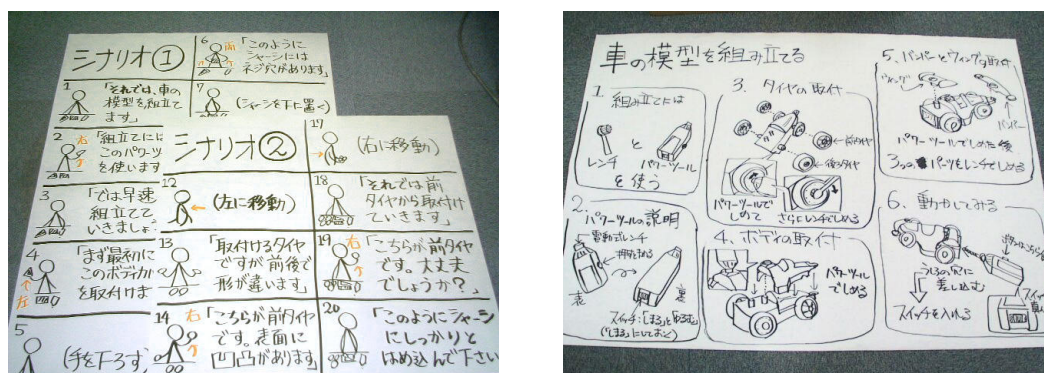 シナリオ①
1
「それでは、車の
模型を組立て
ます」
2
右
「組立てには
このパワーツ
を使います
3
「では早速
組立てて
いきましょ
4
左
「まず最初に
このボディか
を取付けま
5
(手を下ろす)
6
両
「このように
シャーシには
ネジ穴があります」
7
(シャーシを下に置く)
シナリオ②
12
(左に移動)
13
「取付けるタイヤ
ですが前後で
形が違います」
14
右
「こちらが前タイヤ
です。表面に
凹凸があります」
17
(右に移動)
18
「それでは前
タイヤから取付け
ていきます」
19
右
「こちらが前タイヤ
です。大丈夫
でしょうか?」
20
「このようにシャーシ
にしっかりと
はめ込んで下さい
車の模型を組み立てる
1.
組み立てには
レンチ
と
パワーツール
を使う
2.
パワーツールの説明
電動式レンチ
表
裏
スイッチ:「しまる」と「ゆるむ」
(「しまる」にしておく)
3. タイヤの取付
前タイヤ
後タイヤ
パワーツールで
しめて
さらにレンチでしめる
4. ボディの取付
パワーツール
でしめる
5. バンパーとウィングの取付
ウィング
バンパー
パワーツールでしめた後
3つのパーツをレンチでしめる
6. 動かしてみる
うしろの穴に
差し込む
スイッチを入れる